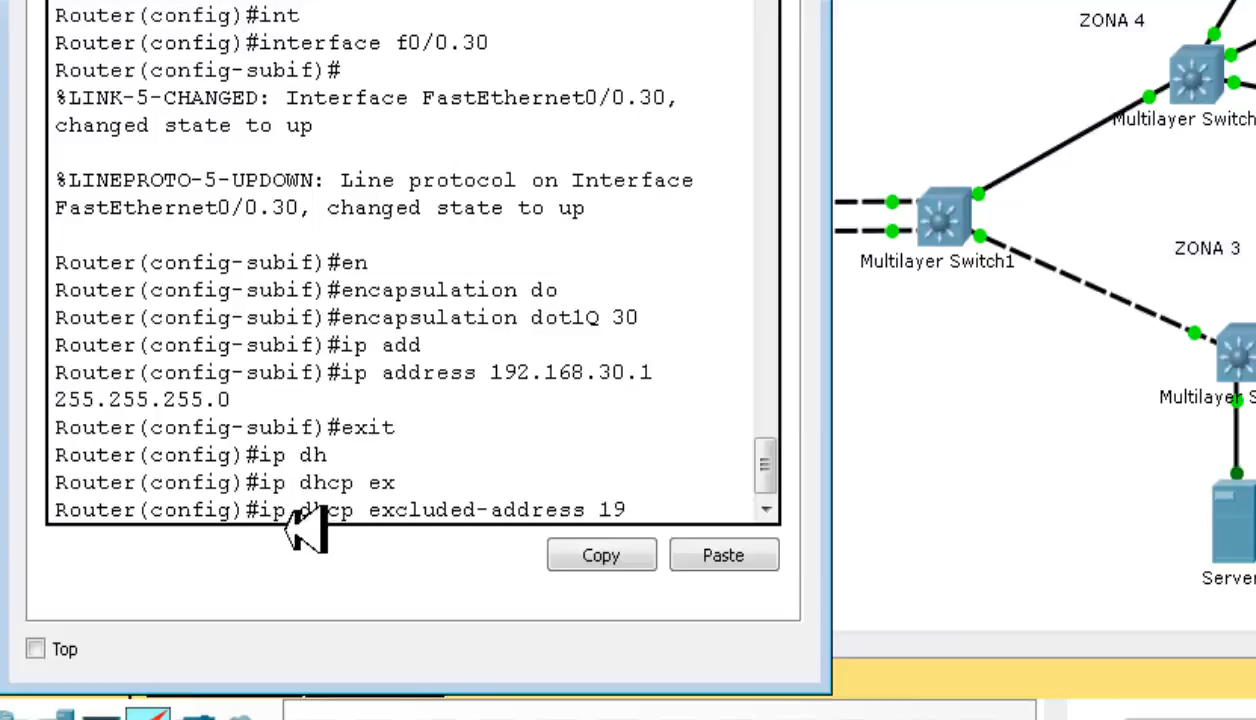 Router(config)#int
Router(config)#interface f0/0.30
Router(config-subif)#
%LINK-5-CHANGED: Interface FastEthernet0/0.30,
changed state to up
%LINEPROTO-5-UPDOWN: Line protocol on Interface
FastEthernet0/0.30, changed state to up
Router(config-subif)#en
Router(config-subif)#encapsulation do
Router(config-subif)#encapsulation dot1Q 30
Router(config-subif)#ip add
Router(config-subif)#ip address 192.168.30.1
255.255.255.0
Router(config-subif)#exit
Router(config)#ip dh
Router(config)#ip dhcp ex
Router(config)#ip dhcp excluded-address 19
Copy
Paste
Top
ZONA 4
Multilayer Switch
Multilayer Switch1
ZONA 3
Multilayer S
Server